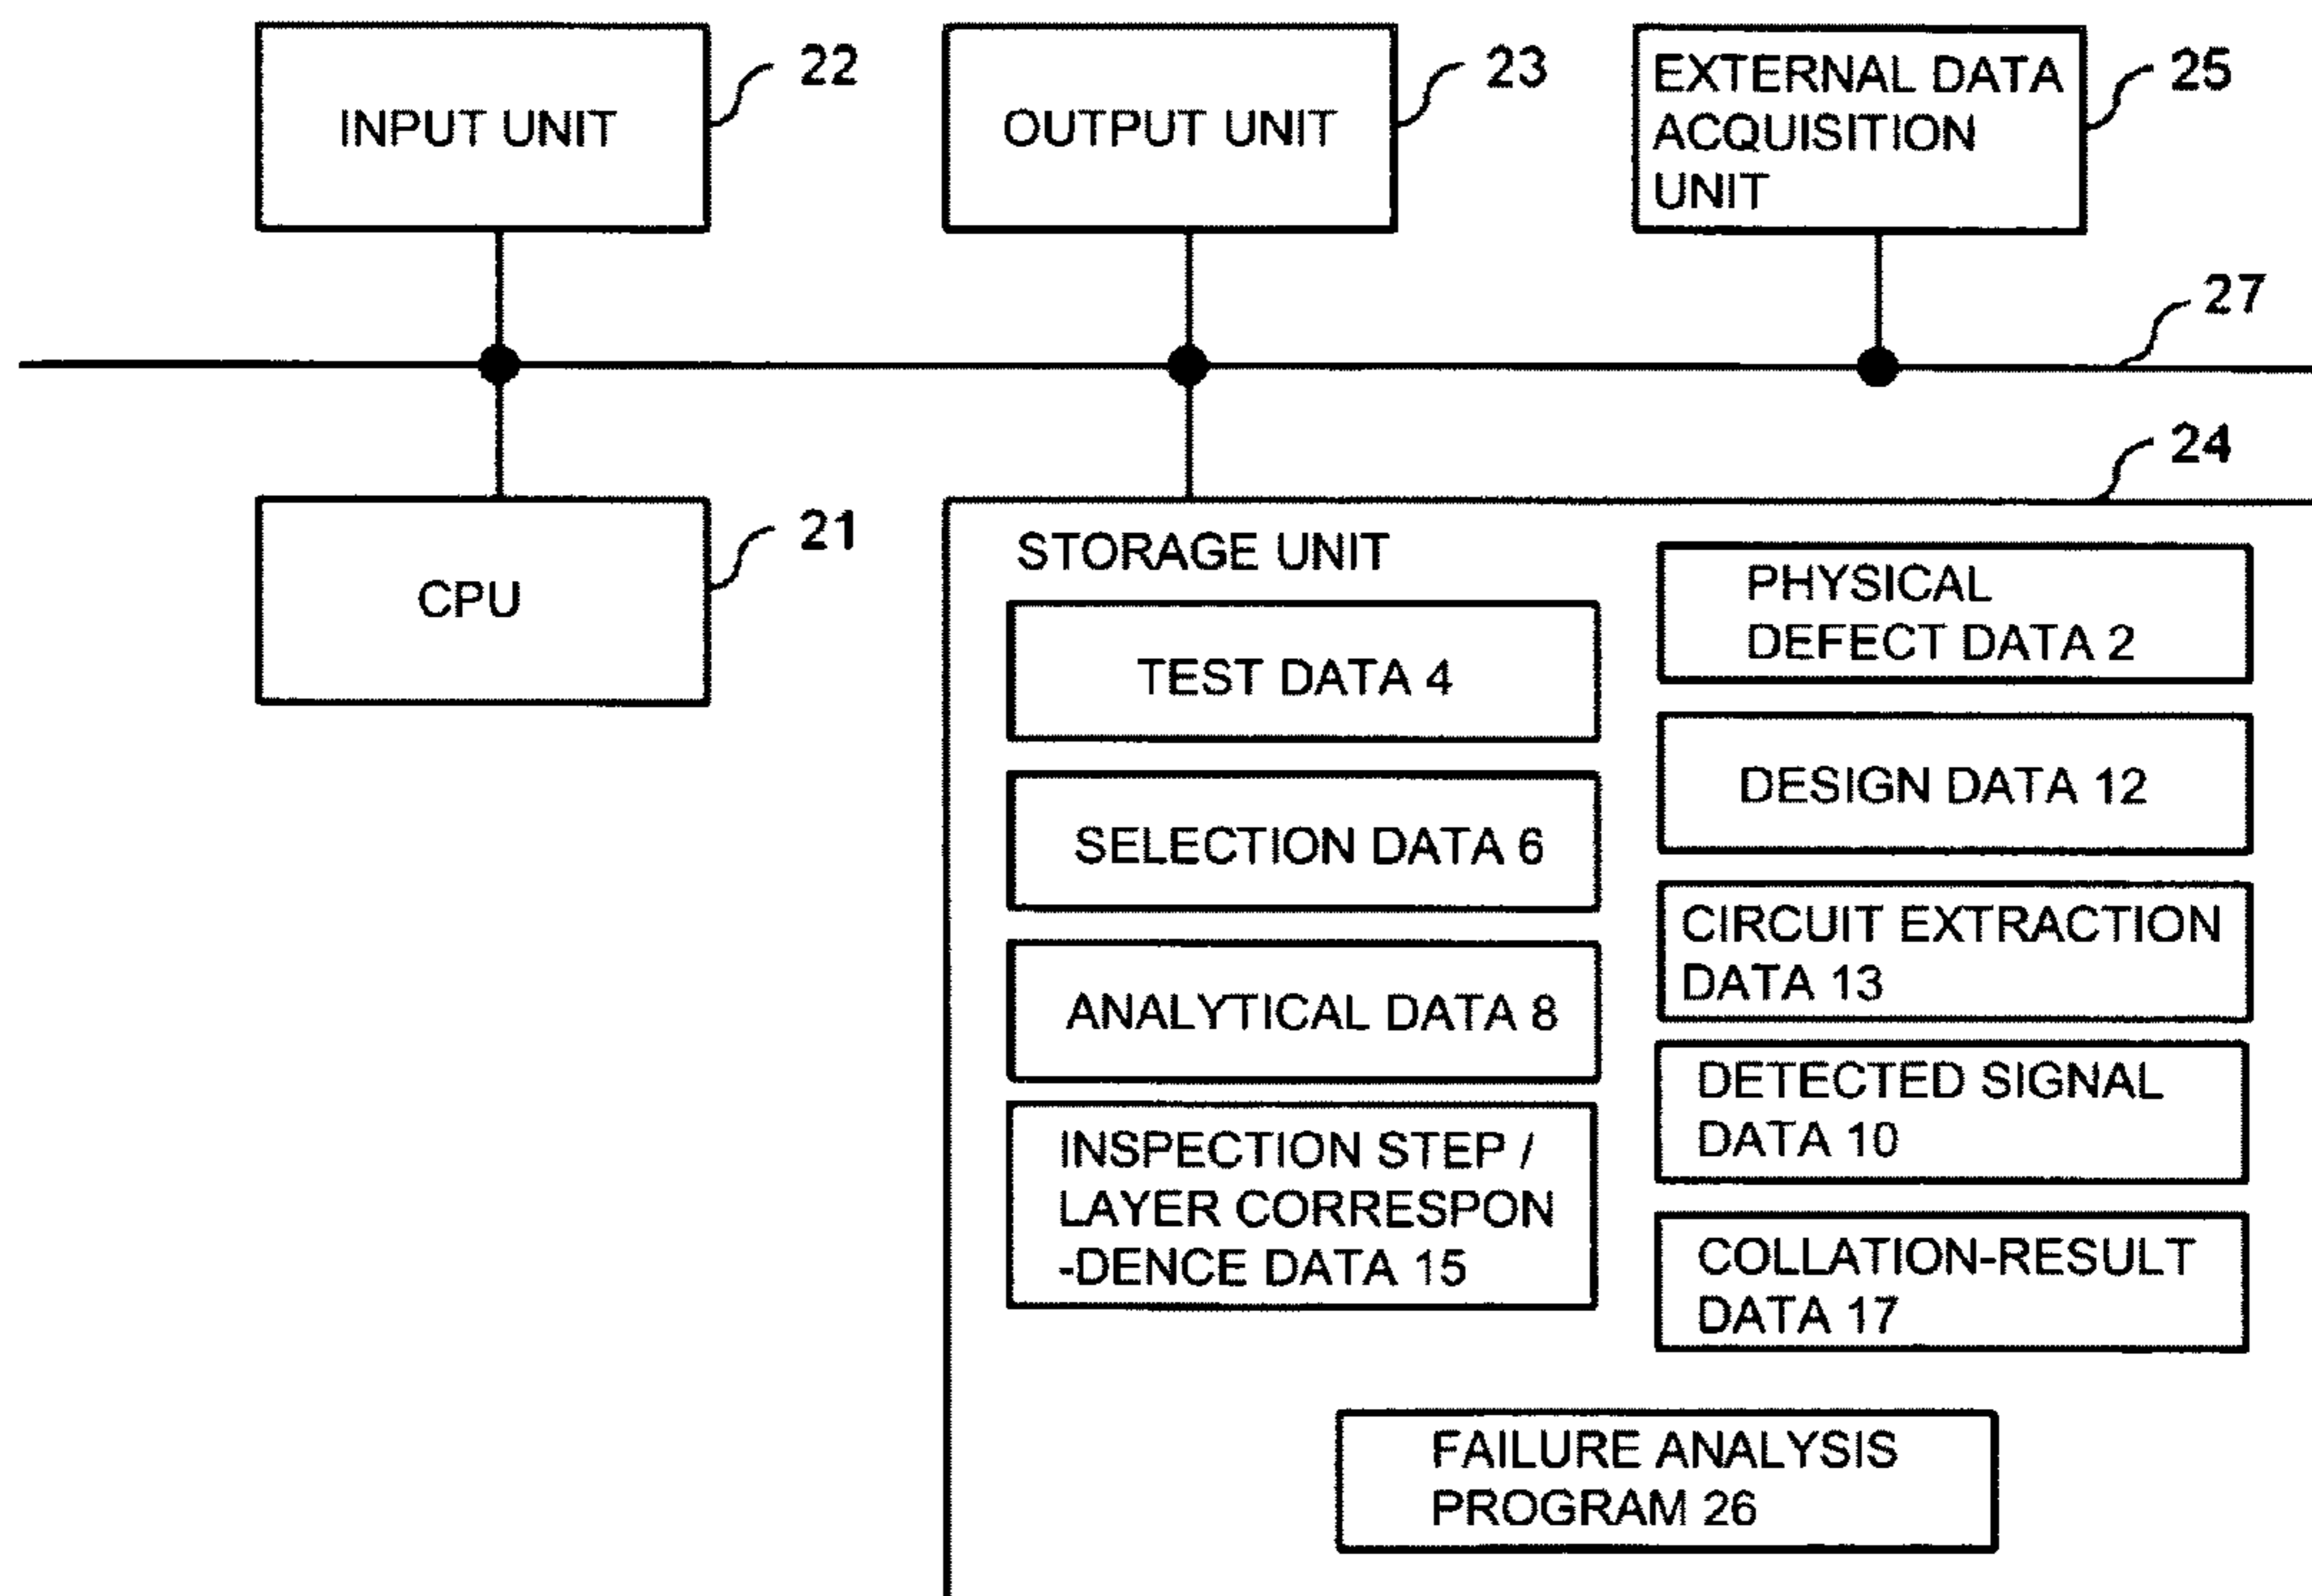 INPUT UNIT
22
OUTPUT UNIT
23
EXTERNAL DATA
ACQUISITION
UNIT
25
27
CPU
21
24
STORAGE UNIT
TEST DATA 4
SELECTION DATA 6
ANALYTICAL DATA 8
INSPECTION STEP /
LAYER CORRESPON
-DENCE DATA 15
PHYSICAL
DEFECT DATA 2
DESIGN DATA 12
CIRCUIT EXTRACTION
DATA 13
DETECTED SIGNAL
DATA 10
COLLATION-RESULT
DATA 17
FAILURE ANALYSIS
PROGRAM 26